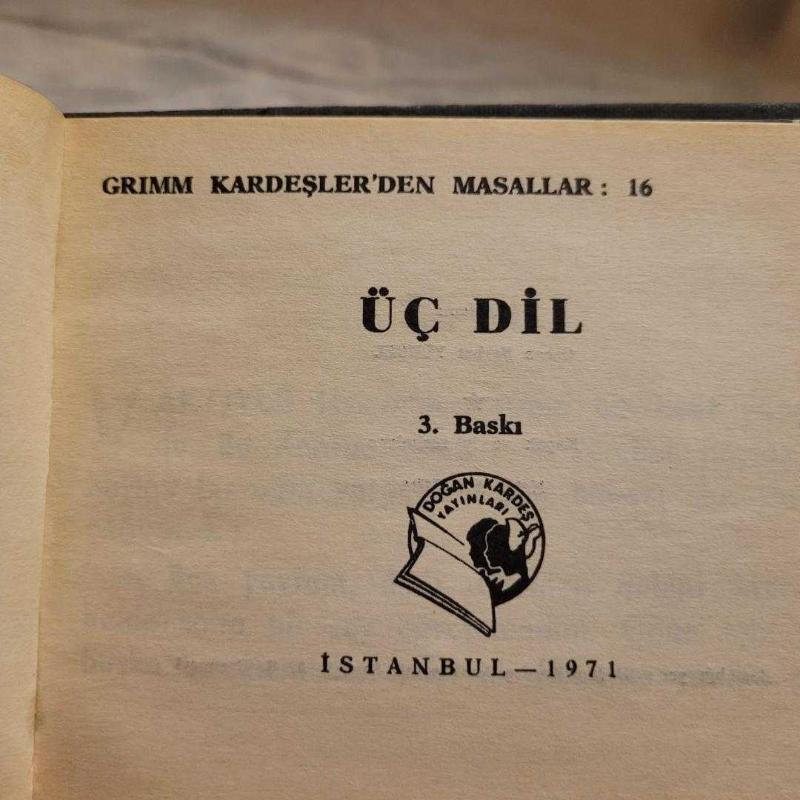 GRIMM KARDEŞLER'DEN MASALLAR: 16
ÜÇ DİL
3. Baskı
DOĞAN KARDEŞ
YAYINLARI
İSTANBUL — 1971